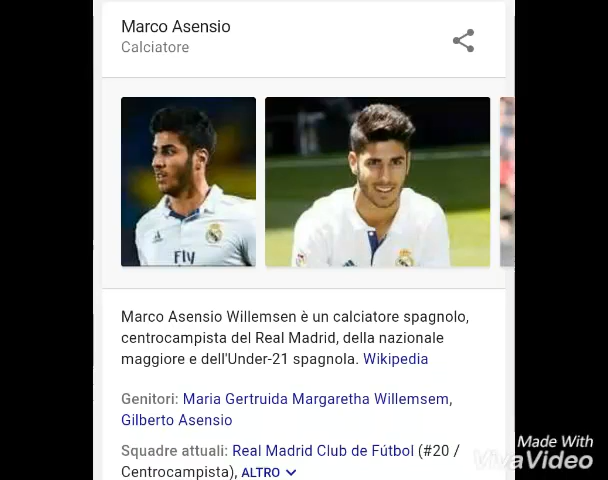 Marco Asensio
Calciatore
Fly
Marco Asensio Willemsen è un calciatore spagnolo,
centrocampista del Real Madrid, della nazionale
maggiore e dell'Under-21 spagnola. Wikipedia
Genitori: Maria Gertruida Margaretha Willemsem,
Gilberto Asensio
Squadre attuali: Real Madrid Club de Fútbol (#20 /
Centrocampista), ALTRO
Made With
VivaVideo